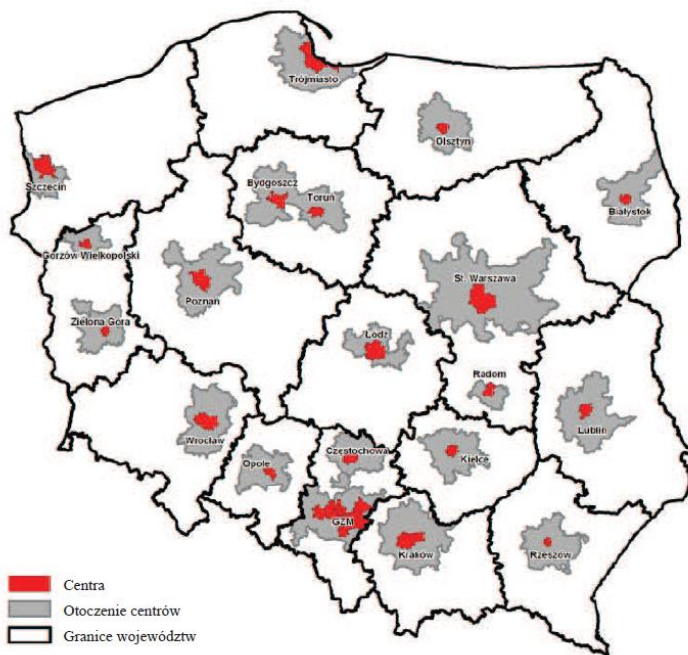 Trójmiasto
Olsztyn
Szczecin
Bydgoszcz
Toruń
Białystok
Gorzów Wielkopolski
Poznań
St. Warszawa
Zielona Góra
Łódź
Radom
Lublin
Wrocław
Opole
Częstochowa
Kielce
GZM
Kraków
Rzeszów
Centra
Otoczenie centrów
Granice województw